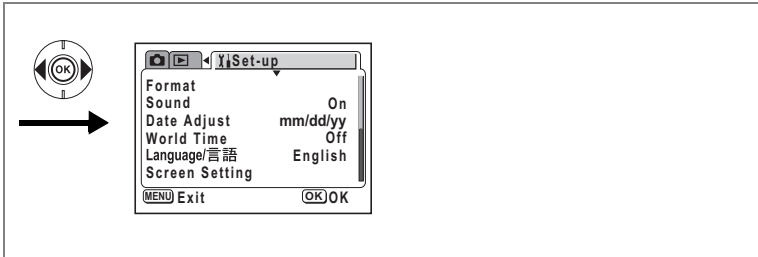 OK
Set-up
Format
Sound On
Date Adjust mm/dd/yy
World Time Off
Language/言語 English
Screen Setting
MENU Exit OK OK